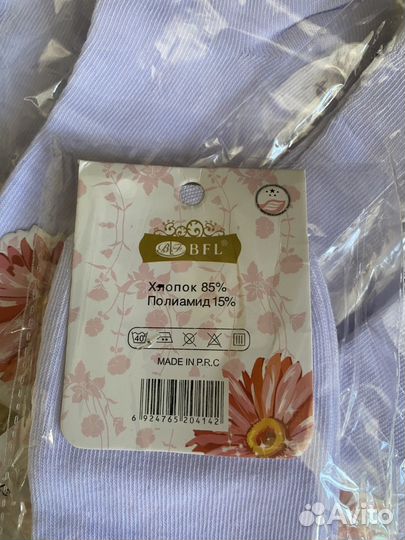 BFL
Хлопок 85%
Полиамид 15%
40
MADE IN P.R.C
6 924765 204142
Avito